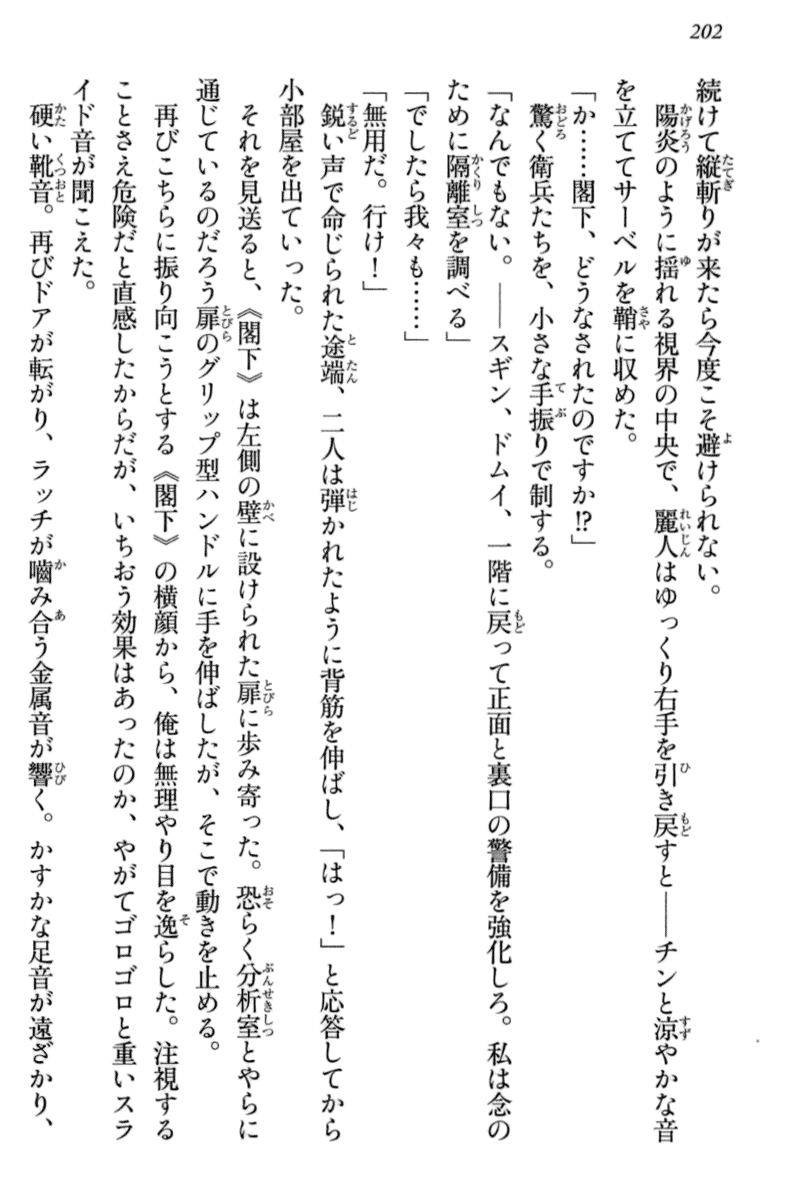 202
続けて縦斬りが来たら今度こそ避けられない。
陽炎のように揺れる視界の中央で、麗人はゆっくり右手を引き戻すと――チンと涼やかな音
を立ててサーベルを鞘に収めた。
「か……閣下、どうなされたのですか!?」
驚く衛兵たちを、小さな手振りで制する。
「なんでもない。――スギン、ドムイ、一階に戻って正面と裏口の警備を強化しろ。私は念の
ために隔離室を調べる」
「でしたら我々も……」
「無用だ。行け！」
鋭い声で命じられた途端、二人は弾かれたように背筋を伸ばし、「はっ！」と応答してから
小部屋を出ていった。
それを見送ると、《閣下》は左側の壁に設けられた扉に歩み寄った。恐らく分析室とやらに
通じているのだろう扉のグリップ型ハンドルに手を伸ばしたが、そこで動きを止める。
再びこちらに振り向こうとする《閣下》の横顔から、俺は無理やり目を逸らした。注視する
ことさえ危険だと直感したからだが、いちおう効果はあったのか、やがてゴロゴロと重いスラ
イド音が聞こえた。
硬い靴音。再びドアが転がり、ラッチが嚙み合う金属音が響く。かすかな足音が遠ざかり、